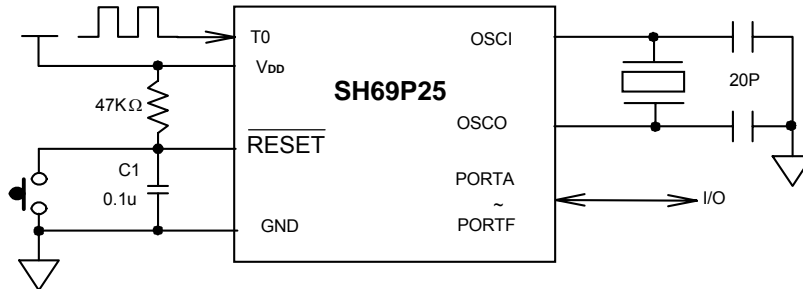 T0
OSCI
VDD
SH69P25
20P
47KΩ
OSCO
RESET
C1
0.1u
PORTA
~
PORTF
I/O
GND